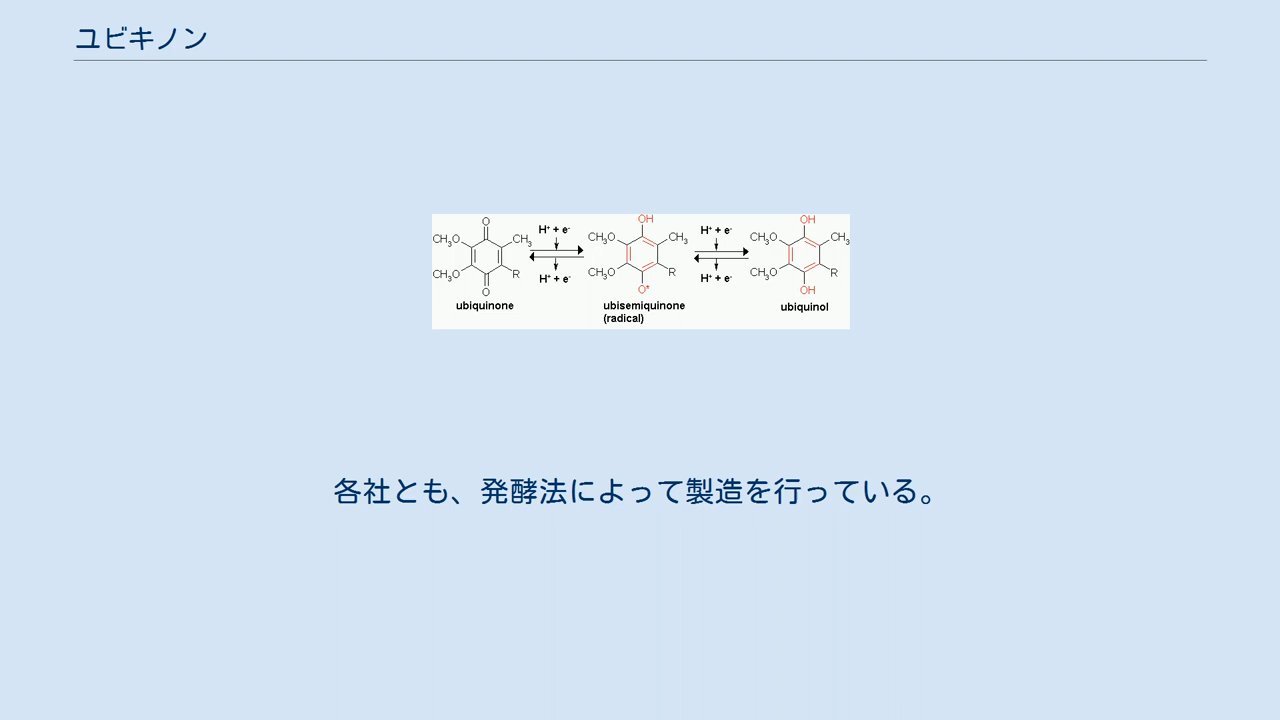 ユビキノン
O
CH₃O
CH₃
CH₃O
R
O
ubiquinone
H⁺ + e⁻
H⁺ + e⁻
OH
CH₃O
CH₃
CH₃O
R
O•
ubisemiquinone
(radical)
H⁺ + e⁻
H⁺ + e⁻
OH
CH₃O
CH₃
CH₃O
R
OH
ubiquinol
各社とも、発酵法によって製造を行っている。